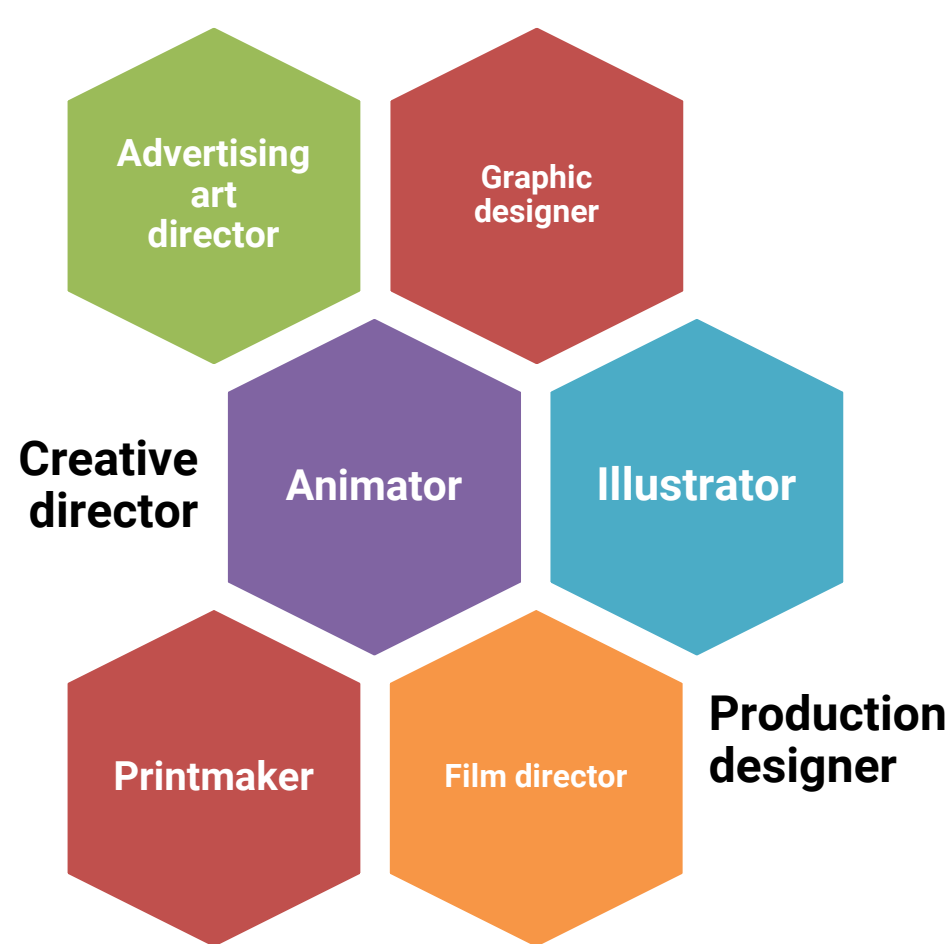 Advertising
art
director
Graphic
designer
Creative
director
Animator
Illustrator
Printmaker
Film director
Production
designer